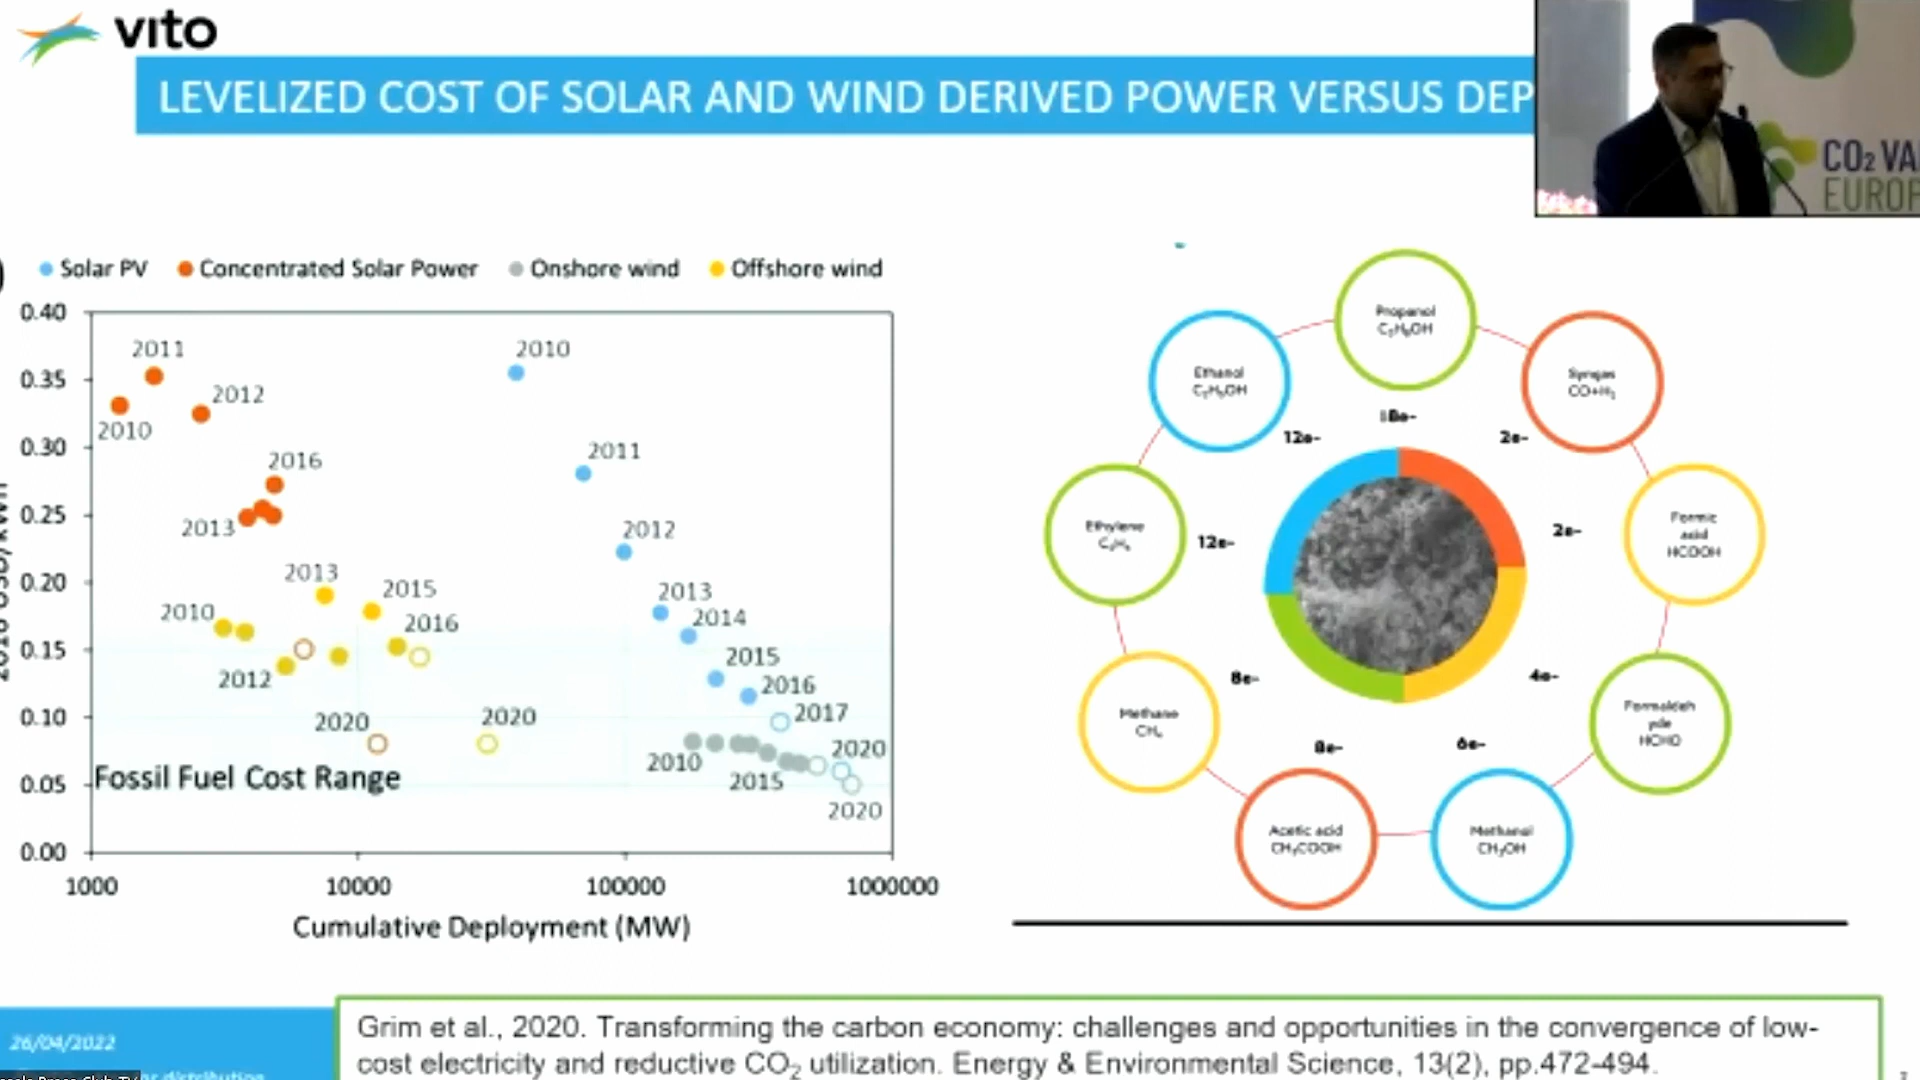 vito
LEVELIZED COST OF SOLAR AND WIND DERIVED POWER VERSUS DEP
CO₂ VA
EUROP
Solar PV
Concentrated Solar Power
Onshore wind
Offshore wind
0.40
0.35
0.30
0.25
0.20
0.15
0.10
0.05
0.00
2011
2010
2012
2016
2013
2010
2011
2012
2013
2014
2015
2016
2017
2020
2013
2015
2010
2016
2012
2020
2020
2010
2015
2020
Fossil Fuel Cost Range
1000
10000
100000
1000000
Cumulative Deployment (MW)
Propanol
C₃H₈OH
Syngas
CO+H₂
Formic
acid
HCOOH
Formaldeh
yde
HCHO
Methanol
CH₃OH
Acetic acid
CH₃COOH
Methane
CH₄
Ethylene
C₂H₄
Ethanol
C₂H₅OH
18e-
2e-
2e-
4e-
6e-
8e-
8e-
12e-
12e-
Grim et al., 2020. Transforming the carbon economy: challenges and opportunities in the convergence of low-
cost electricity and reductive CO₂ utilization. Energy & Environmental Science, 13(2), pp.472-494.
26/04/2022